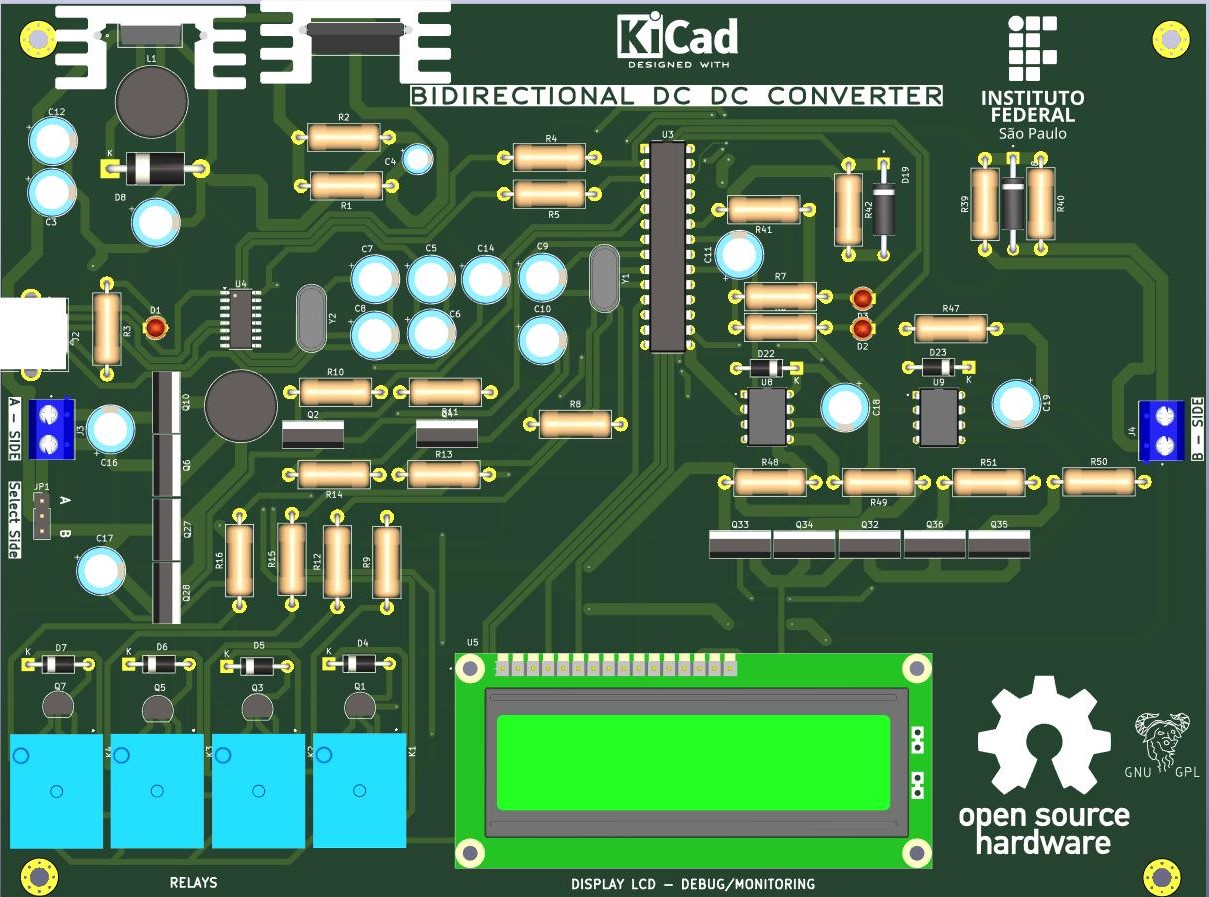 KiCad
DESIGNED WITH
BIDIRECTIONAL DC DC CONVERTER
INSTITUTO
FEDERAL
São Paulo
L1
C12
C3
K
D8
R2
C4
R1
R4
R5
U3
D19
R42
R41
C11
R39
R40
C7
C5
C14
C9
C8
C6
C10
Y1
U4
Y2
D1
R3
J2
R7
D2
R47
D22
K
D23
K
U8
U9
C18
C19
A – SIDE
J3
C16
Q10
Q6
Q27
Q28
R10
Q2
R13
R14
R8
J4
B – SIDE
JP1
A
B
Select Side
C17
R48
R49
R51
R50
Q33
Q34
Q32
Q36
Q35
R16
R15
R12
R9
K
D7
K
D6
K
D5
K
D4
Q7
Q5
Q3
Q1
K4
K3
K2
K1
U5
GNU
GPL
open source
hardware
RELAYS
DISPLAY LCD – DEBUG/MONITORING